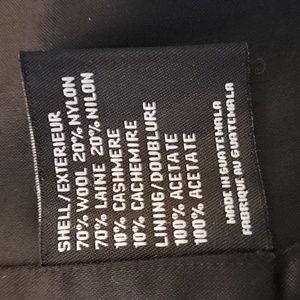 SHELL/EXTERIEUR
70% WOOL 20% NYLON
70% LAINE 20% NILON
10% CASHMERE
10% CACHEMIRE
LINING/DOUBLURE
100% ACETATE
100% ACETATE
MADE IN GUATEMALA
FABRIQUE AU GUATEMALA